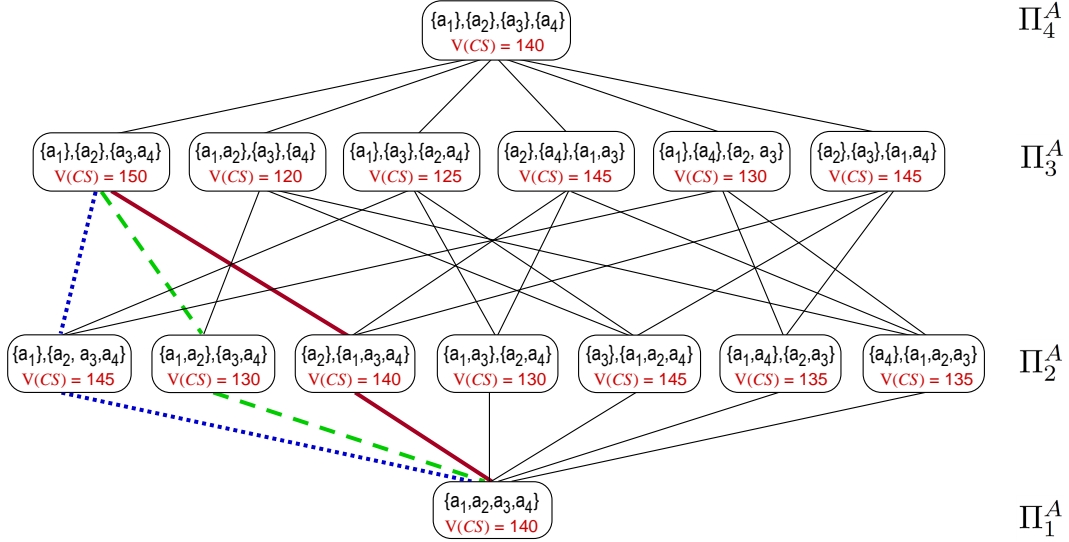 {a₁},{a₂},{a₃},{a₄}
V(CS) = 140
Π₄ᴬ
{a₁},{a₂},{a₃,a₄}
V(CS) = 150
{a₁,a₂},{a₃},{a₄}
V(CS) = 120
{a₁},{a₃},{a₂,a₄}
V(CS) = 125
{a₂},{a₄},{a₁,a₃}
V(CS) = 145
{a₁},{a₄},{a₂, a₃}
V(CS) = 130
{a₂},{a₃},{a₁,a₄}
V(CS) = 145
Π₃ᴬ
{a₁},{a₂, a₃,a₄}
V(CS) = 145
{a₁,a₂},{a₃,a₄}
V(CS) = 130
{a₂},{a₁,a₃,a₄}
V(CS) = 140
{a₁,a₃},{a₂,a₄}
V(CS) = 130
{a₃},{a₁,a₂,a₄}
V(CS) = 145
{a₁,a₄},{a₂,a₃}
V(CS) = 135
{a₄},{a₁,a₂,a₃}
V(CS) = 135
Π₂ᴬ
{a₁,a₂,a₃,a₄}
V(CS) = 140
Π₁ᴬ